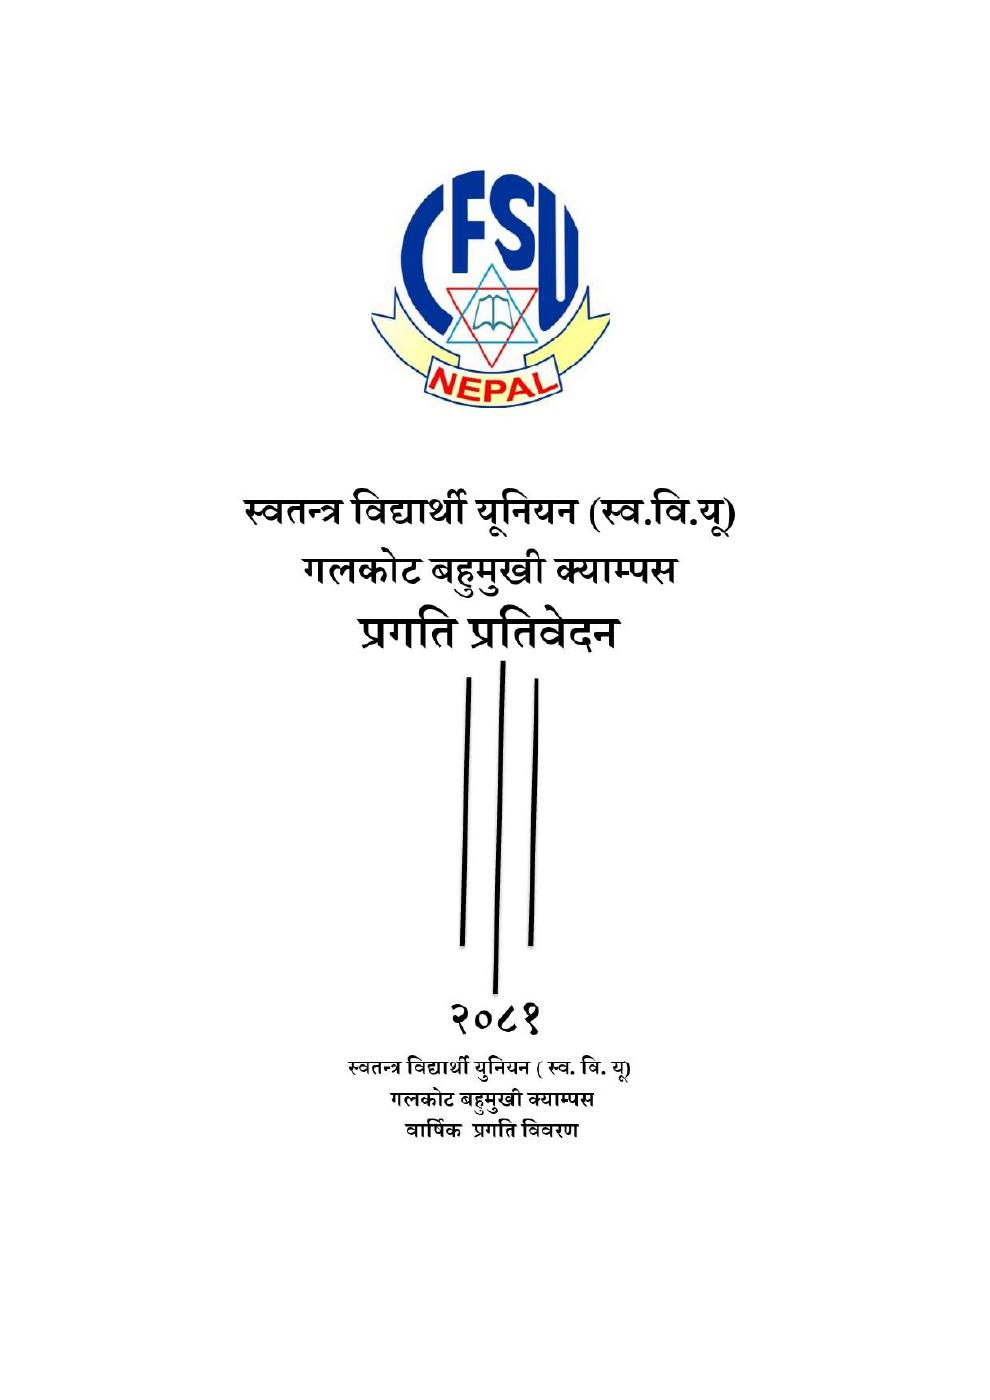 CFSU
NEPAL
स्वतन्त्र विद्यार्थी यूनियन (स्व.वि.यू)
गलकोट बहुमुखी क्याम्पस
प्रगति प्रतिवेदन
२०८१
स्वतन्त्र विद्यार्थी युनियन ( स्व. वि. यू)
गलकोट बहुमुखी क्याम्पस
वार्षिक प्रगति विवरण